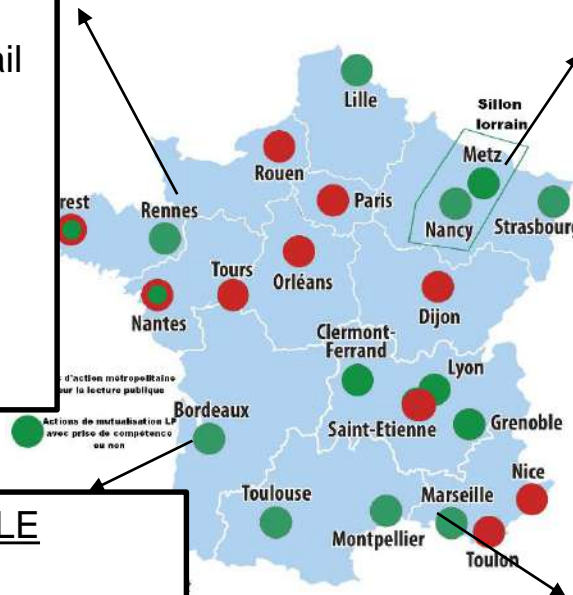 ail
Lille
Sillon
lorrain
Metz
Rouen
Paris
rest
Rennes
Nancy
Strasbourg
Tours
Orléans
Nantes
Dijon
Clermont-
Ferrand
d'action métropolitaine
ur la lecture publique
Lyon
Actions de mutualisation LP
avec prise de compétence
ou non
Bordeaux
Saint-Etienne
Grenoble
Nice
LE
Toulouse
Marseille
Montpellier
Toulon